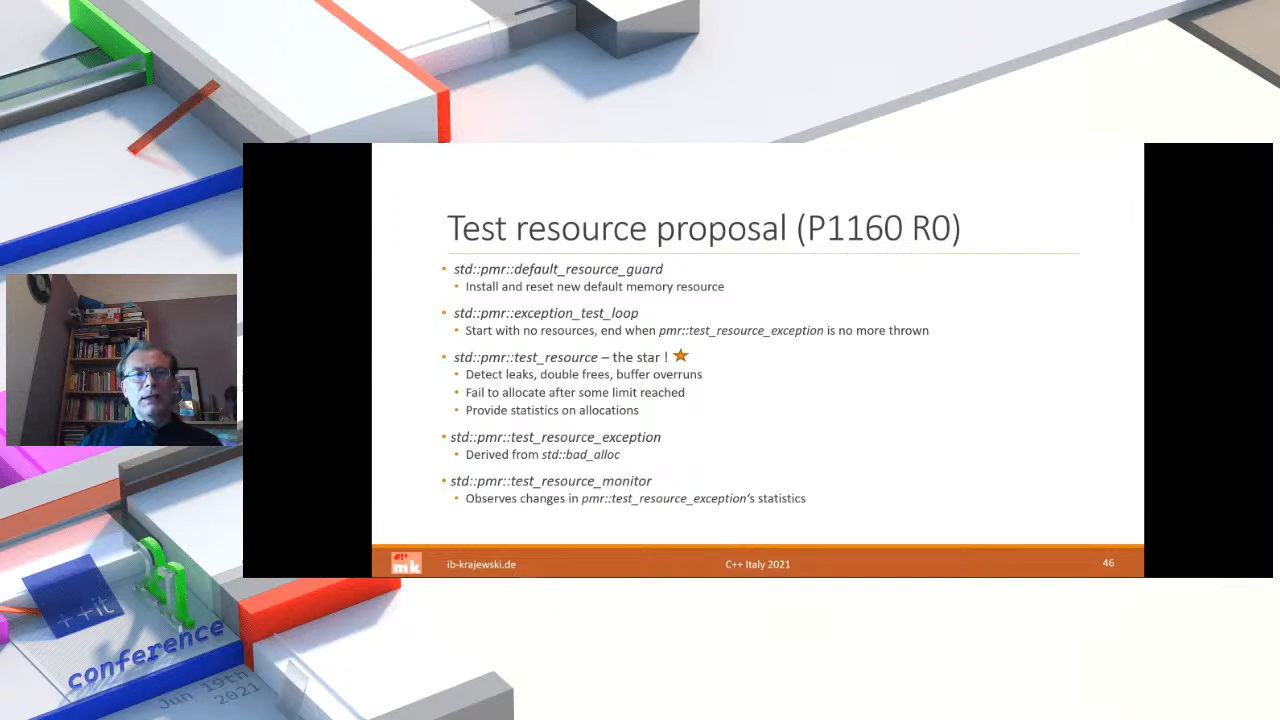 Test resource proposal (P1160 R0)
• std::pmr::default_resource_guard
• Install and reset new default memory resource
• std::pmr::exception_test_loop
• Start with no resources, end when pmr::test_resource_exception is no more thrown
• std::pmr::test_resource – the star !
• Detect leaks, double frees, buffer overruns
• Fail to allocate after some limit reached
• Provide statistics on allocations
• std::pmr::test_resource_exception
• Derived from std::bad_alloc
• std::pmr::test_resource_monitor
• Observes changes in pmr::test_resource_exception's statistics
mk
ib-krajewski.de
C++ Italy 2021
46
++it
conference
Jun 19th
2021